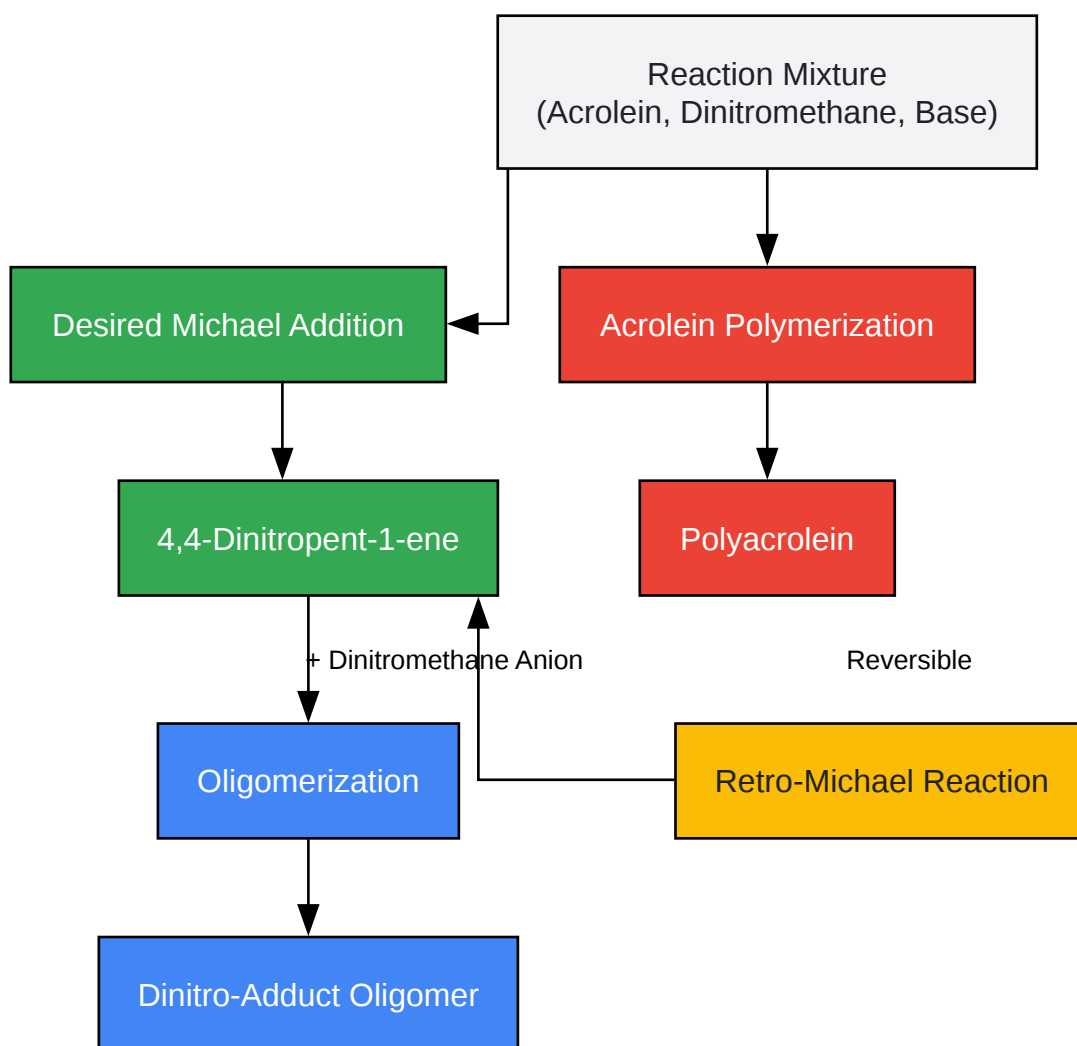 Reaction Mixture
(Acrolein, Dinitromethane, Base)
Desired Michael Addition
Acrolein Polymerization
4,4-Dinitropent-1-ene
Polyacrolein
+ Dinitromethane Anion
Reversible
Oligomerization
Retro-Michael Reaction
Dinitro-Adduct Oligomer